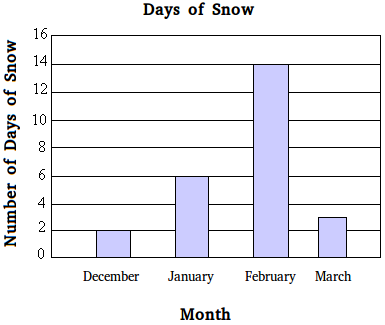 Days of Snow
Number of Days of Snow
16
14
12
10
8
6
4
2
0
December January February March
Month